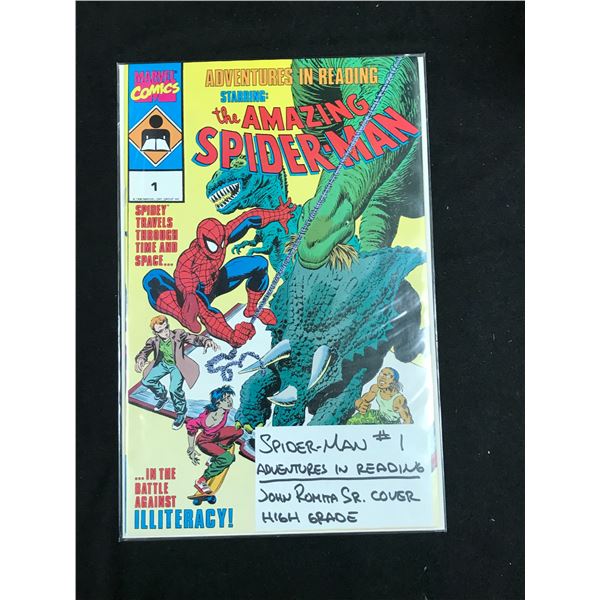 MARVEL
COMICS
ADVENTURES IN READING
STARRING:
the AMAZING
SPIDER-MAN
1
SPIDEY
TRAVELS
THROUGH
TIME AND
SPACE...
...IN THE
BATTLE
AGAINST
ILLITERACY!
SPIDER-MAN #1
ADVENTURES IN READING
JOHN ROMITA SR. COVER
HIGH GRADE